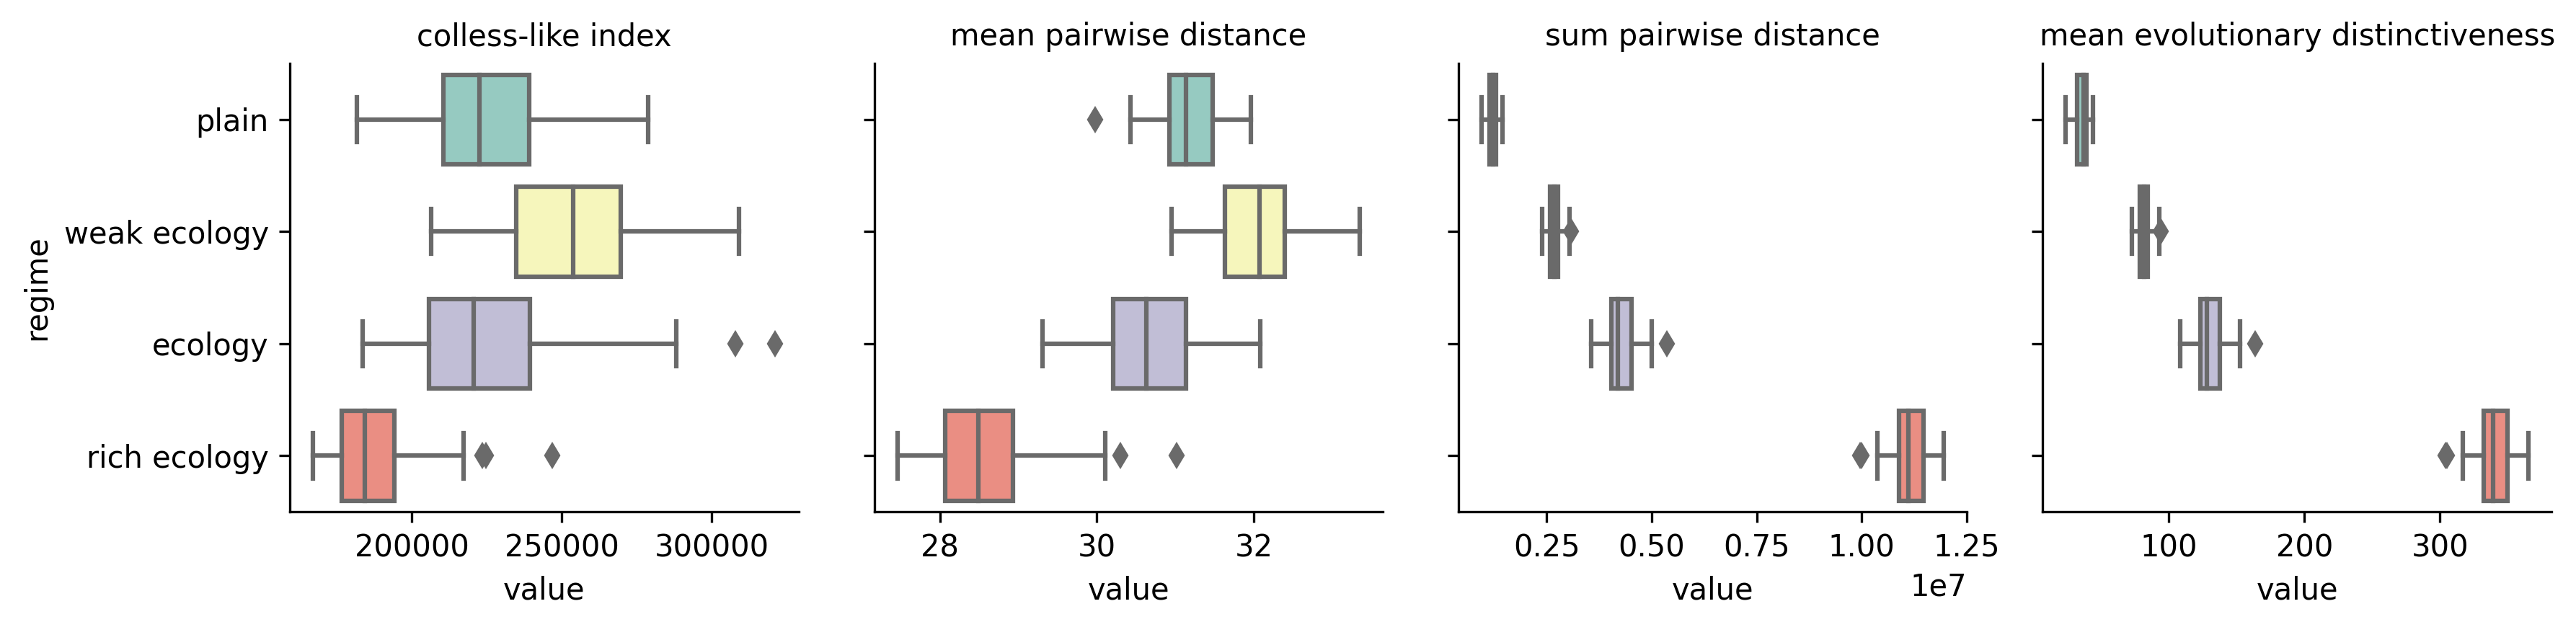 colless-like index
mean pairwise distance
sum pairwise distance
mean evolutionary distinctiveness
regime
plain
weak ecology
ecology
rich ecology
200000 250000 300000
value
28 30 32
value
0.25 0.50 0.75 1.00 1.25
1e7
value
100 200 300
value